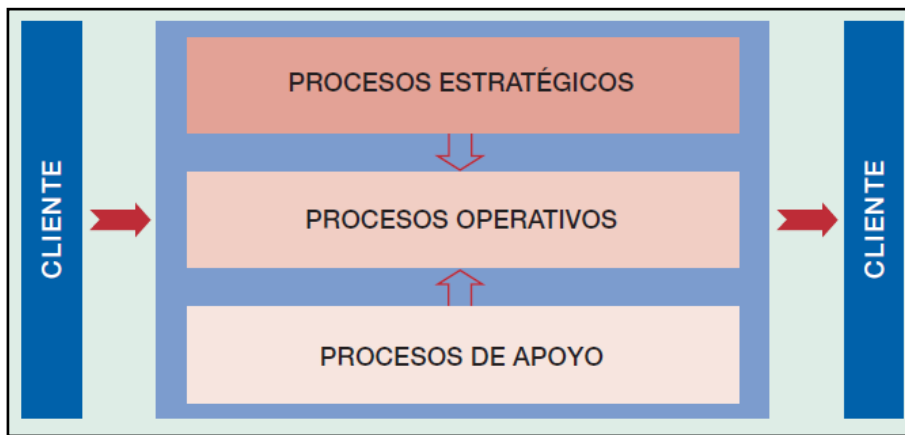 CLIENTE
PROCESOS ESTRATÉGICOS
PROCESOS OPERATIVOS
PROCESOS DE APOYO
CLIENTE